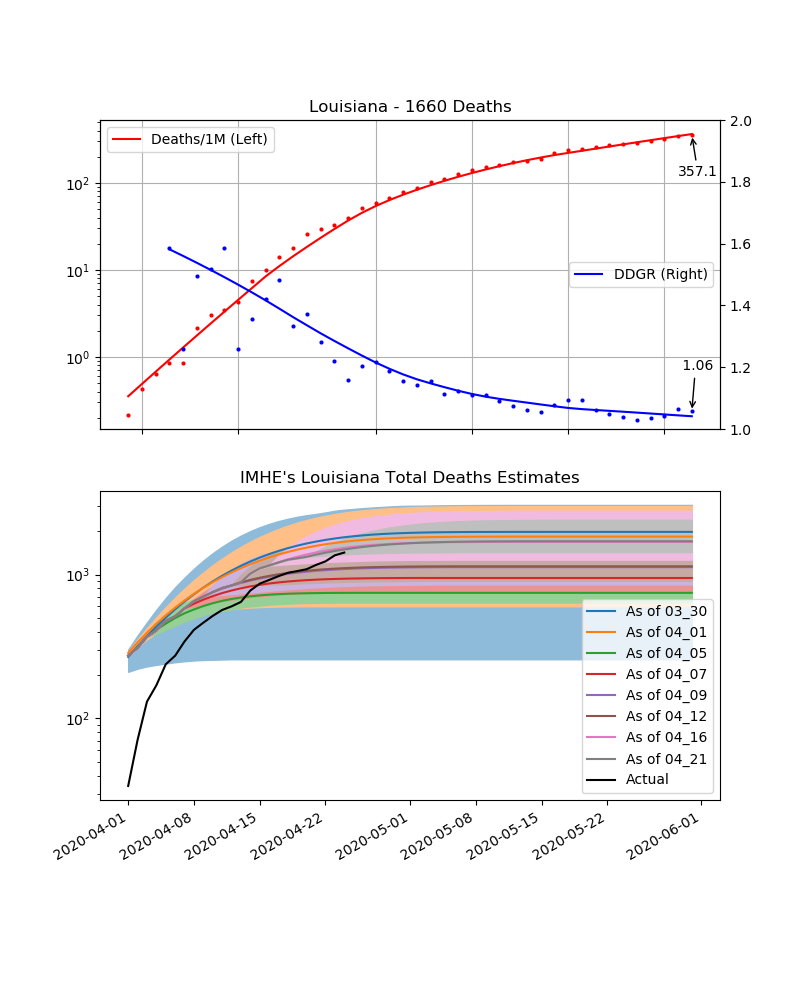 Louisiana - 1660 Deaths
Deaths/1M (Left)
DDGR (Right)
357.1
1.06
10²
10¹
10⁰
2.0
1.8
1.6
1.4
1.2
1.0
IMHE's Louisiana Total Deaths Estimates
10³
10²
As of 03_30
As of 04_01
As of 04_05
As of 04_07
As of 04_09
As of 04_12
As of 04_16
As of 04_21
Actual
2020-04-01
2020-04-08
2020-04-15
2020-04-22
2020-05-01
2020-05-08
2020-05-15
2020-05-22
2020-06-01